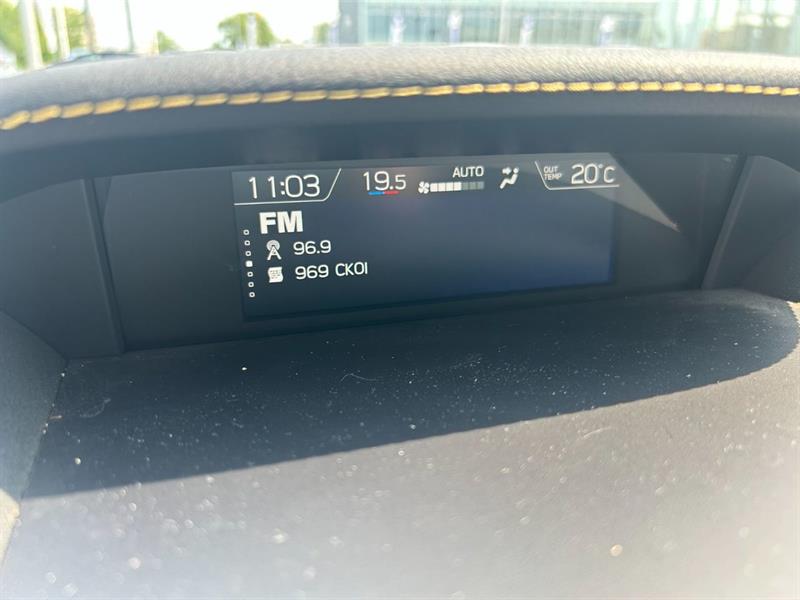 11:03
19.5
AUTO
OUT
TEMP
20°C
FM
96.9
969 CKOI